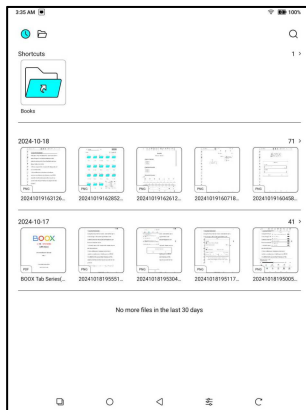 3:35 AM
100%
Shortcuts
1 >
Books
2024-10-18
71 >
PNG
PNG
PNG
PNG
PNG
20241019163126...
20241019162852...
20241019162612...
20241019160718...
20241019160458...
2024-10-17
41 >
BOOX
PDF
PNG
PNG
PNG
PNG
BOOX Tab Series(...
20241018195551...
20241018195304...
20241018195117...
20241018195005...
No more files in the last 30 days